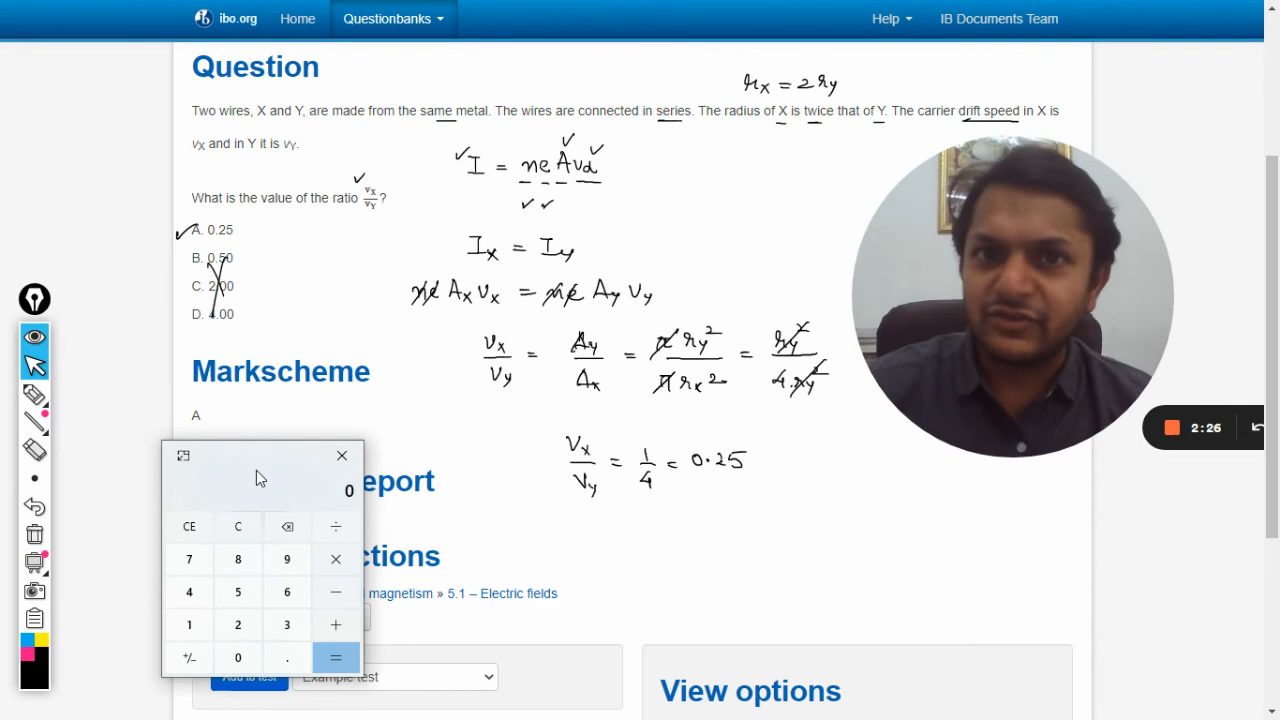 ibo.org Home Questionbanks Help IB Documents Team
Question
rx = 2ry
Two wires, X and Y, are made from the same metal. The wires are connected in series. The radius of X is twice that of Y. The carrier drift speed in X is
vX and in Y it is vY.
I = neAvd
What is the value of the ratio vX/vY?
A. 0.25
B. 0.50
C. 2.00
D. 4.00
Ix = Iy
ne Ax vx = ne Ay vy
vx/vy = Ay/Ax = π ry²/π rx² = ry²/4.ry²
Markscheme
A
vx/vy = 1/4 = 0.25
2:26
0
eport
CE C ÷
7 8 9 ×
4 5 6 −
1 2 3 +
+/− 0 . =
ctions
magnetism » 5.1 – Electric fields
Add to test Example test
View options